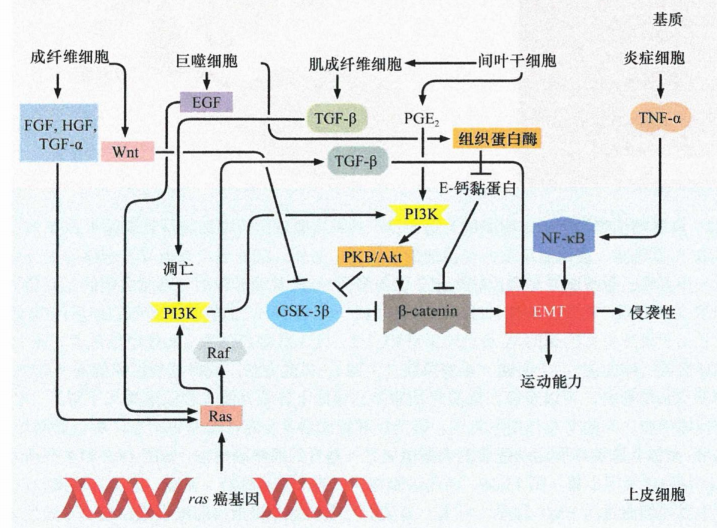 基质
成纤维细胞
巨噬细胞
肌成纤维细胞
间叶干细胞
炎症细胞
EGF
FGF, HGF,
TGF-α
Wnt
TGF-β
PGE₂
组织蛋白酶
TNF-α
TGF-β
E-钙黏蛋白
PI3K
NF-κB
凋亡
PKB/Akt
PI3K
GSK-3β
β-catenin
EMT
侵袭性
Raf
运动能力
Ras
ras 癌基因
上皮细胞